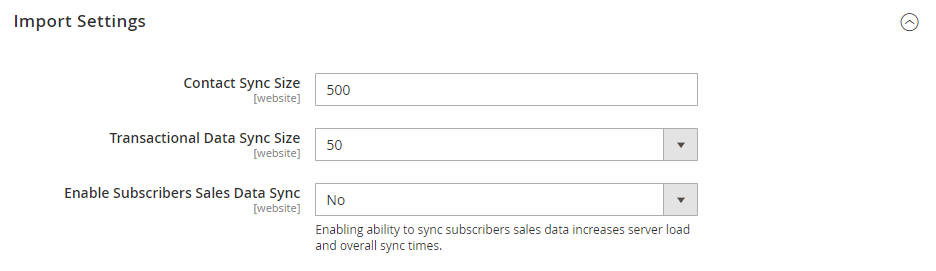 Import Settings
Contact Sync Size
[website]
500
Transactional Data Sync Size
[website]
50
Enable Subscribers Sales Data Sync
[website]
No
Enabling ability to sync subscribers sales data increases server load
and overall sync times.